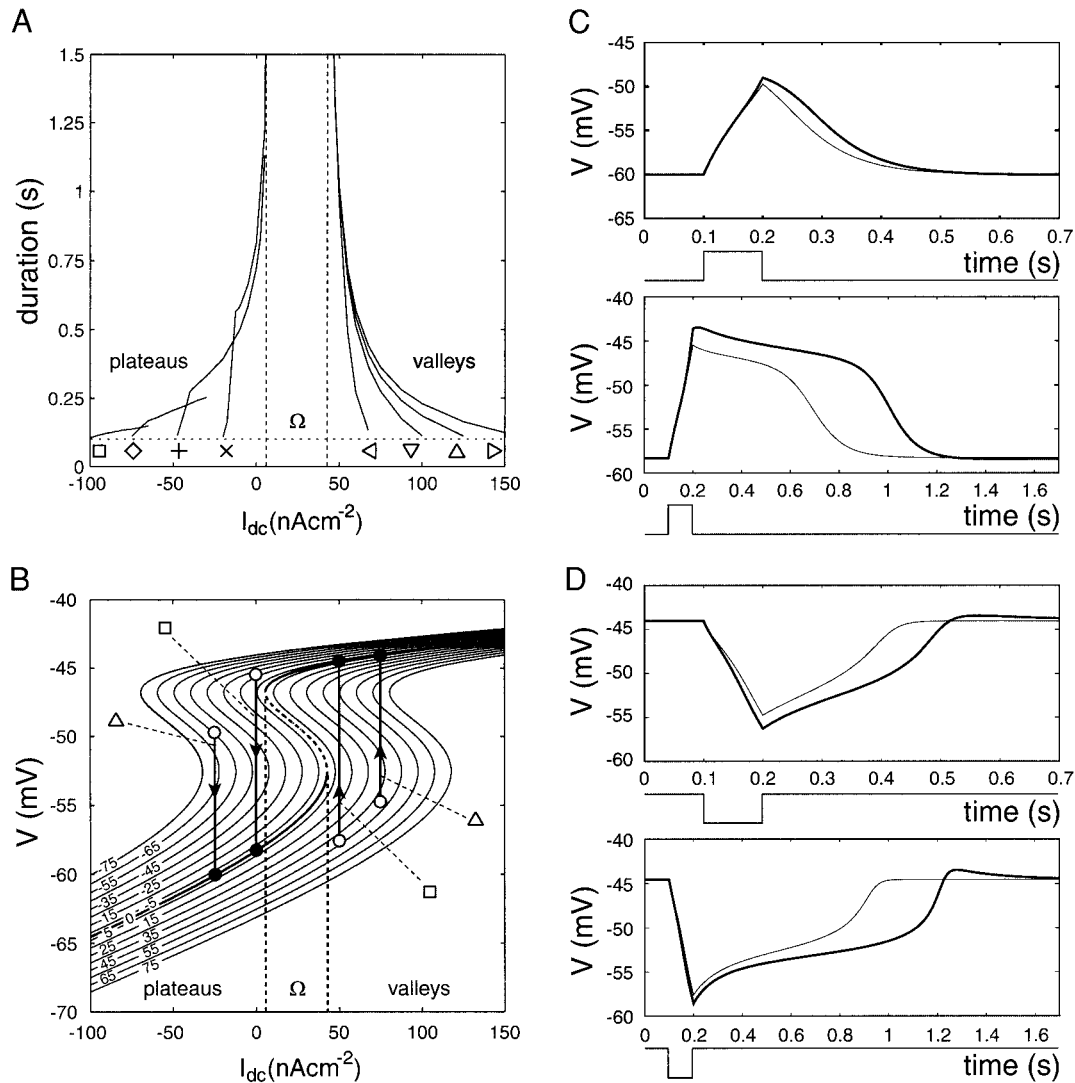 A
1.5
1.25
1
0.75
0.5
0.25
0
duration (s)
plateaus
valleys
Ω
-100 -50 0 50 100 150
I_dc(nAcm⁻²)
B
-40
-45
-50
-55
-60
-65
-70
V (mV)
-75
-65
-55
-45
-35
-25
-15
-5
0
5
15
25
35
45
55
65
75
plateaus
Ω
valleys
-100 -50 0 50 100 150
I_dc(nAcm⁻²)
C
-45
-50
-55
-60
-65
V (mV)
0 0.1 0.2 0.3 0.4 0.5 0.6 0.7
time (s)
-40
-45
-50
-55
-60
V (mV)
0 0.2 0.4 0.6 0.8 1 1.2 1.4 1.6
time (s)
D
-40
-45
-50
-55
-60
V (mV)
0 0.1 0.2 0.3 0.4 0.5 0.6 0.7
time (s)
-40
-45
-50
-55
-60
V (mV)
0 0.2 0.4 0.6 0.8 1 1.2 1.4 1.6
time (s)